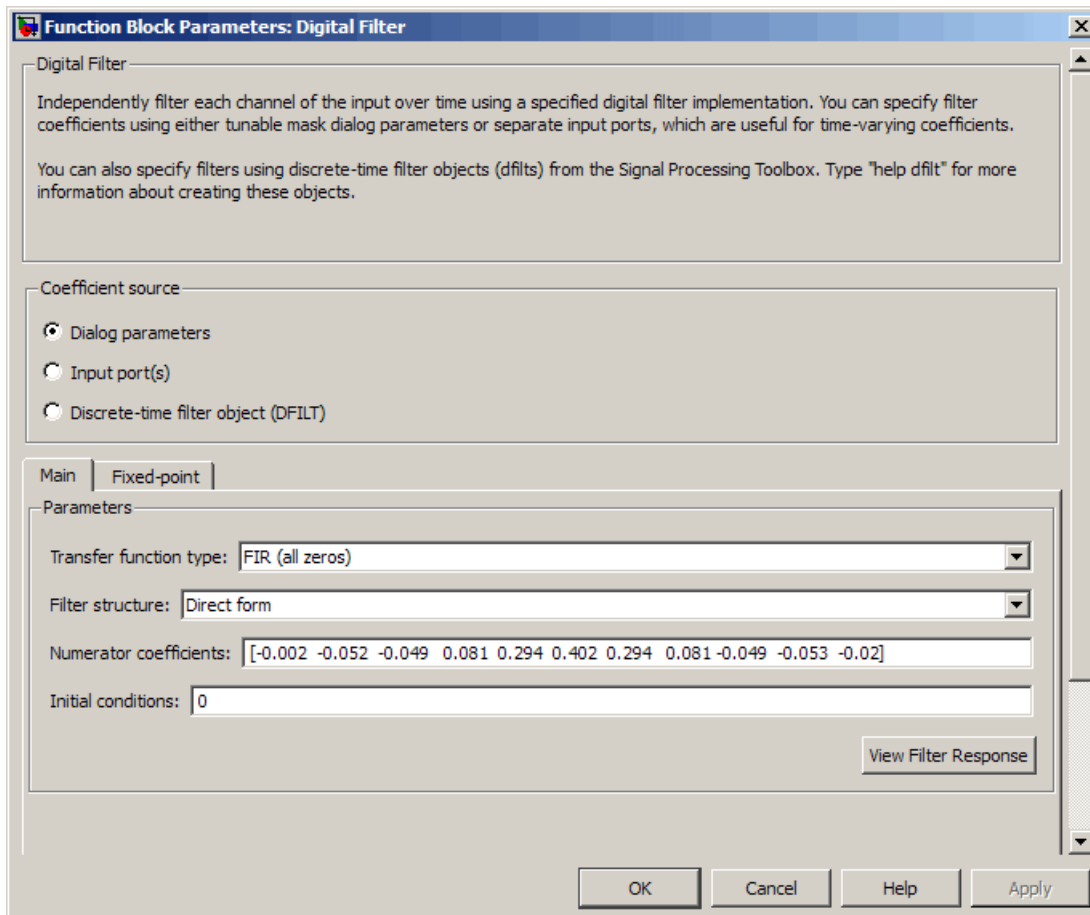 Function Block Parameters: Digital Filter
Digital Filter
Independently filter each channel of the input over time using a specified digital filter implementation. You can specify filter
coefficients using either tunable mask dialog parameters or separate input ports, which are useful for time-varying coefficients.
You can also specify filters using discrete-time filter objects (dfilts) from the Signal Processing Toolbox. Type "help dfilt" for more
information about creating these objects.
Coefficient source
Dialog parameters
Input port(s)
Discrete-time filter object (DFILT)
Main Fixed-point
Parameters
Transfer function type: FIR (all zeros)
Filter structure: Direct form
Numerator coefficients: [-0.002 -0.052 -0.049 0.081 0.294 0.402 0.294 0.081 -0.049 -0.053 -0.02]
Initial conditions: 0
View Filter Response
OK Cancel Help Apply